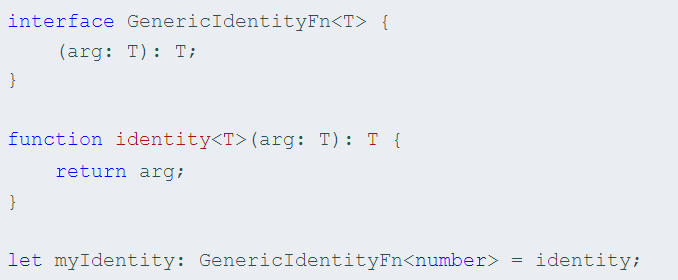 interface GenericIdentityFn<T> {
    (arg: T): T;
}

function identity<T>(arg: T): T {
    return arg;
}

let myIdentity: GenericIdentityFn<number> = identity;